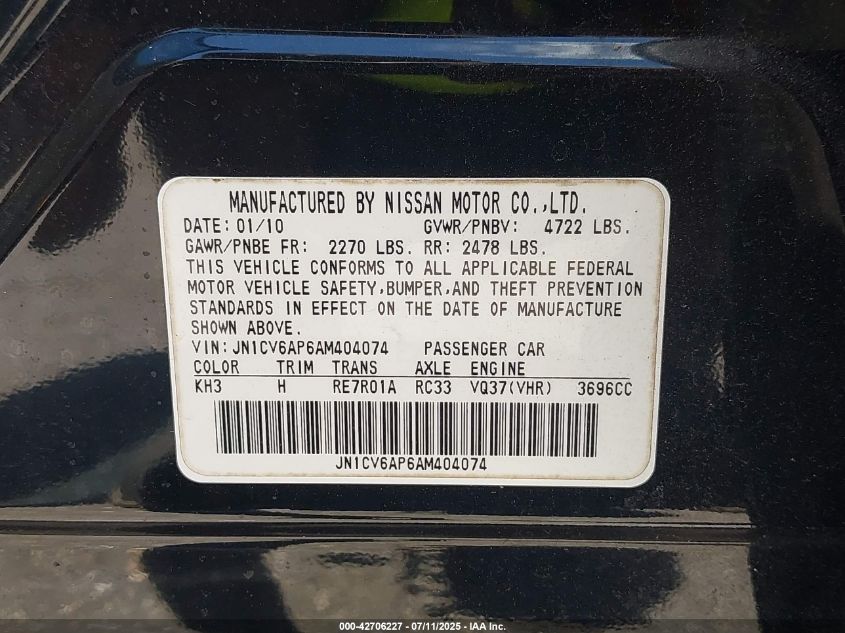 MANUFACTURED BY NISSAN MOTOR CO.,LTD.
DATE: 01/10 GVWR/PNBV: 4722 LBS.
GAWR/PNBE FR: 2270 LBS. RR: 2478 LBS.
THIS VEHICLE CONFORMS TO ALL APPLICABLE FEDERAL
MOTOR VEHICLE SAFETY,BUMPER,AND THEFT PREVENTION
STANDARDS IN EFFECT ON THE DATE OF MANUFACTURE
SHOWN ABOVE.
VIN: JN1CV6AP6AM404074 PASSENGER CAR
COLOR TRIM TRANS AXLE ENGINE
KH3 H RE7R01A RC33 VQ37(VHR) 3696CC
JN1CV6AP6AM404074
000-42706227 - 07/11/2025 - IAA Inc.